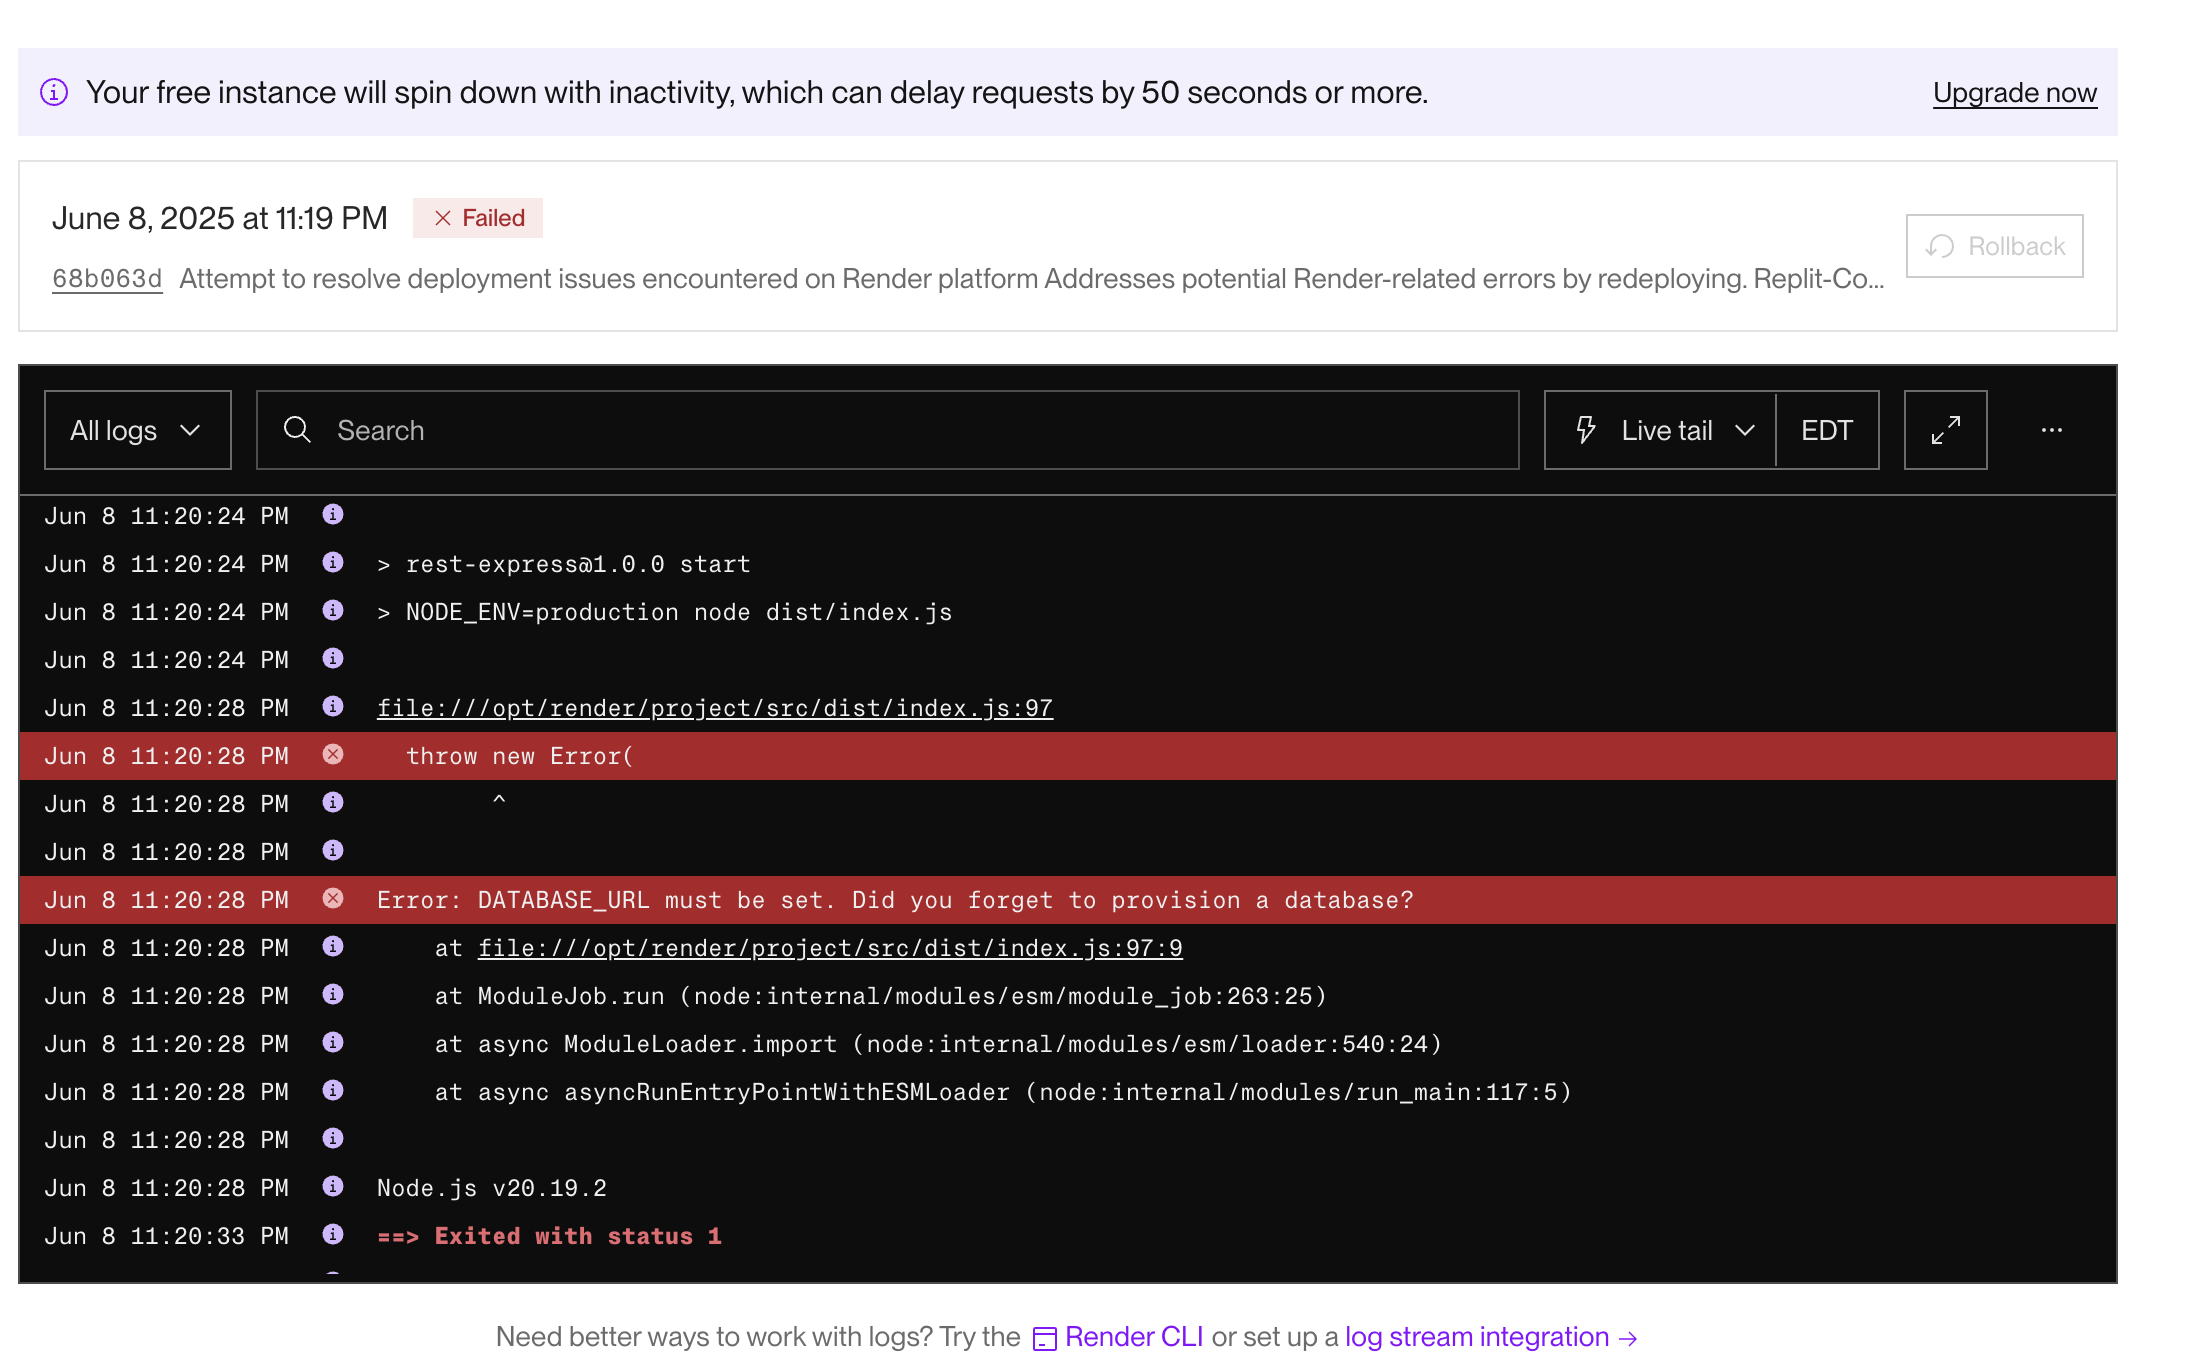 Your free instance will spin down with inactivity, which can delay requests by 50 seconds or more.
Upgrade now
June 8, 2025 at 11:19 PM
Failed
68b063d Attempt to resolve deployment issues encountered on Render platform Addresses potential Render-related errors by redeploying. Replit-Co...
Rollback
All logs
Search
Live tail
EDT
Jun 8 11:20:24 PM
Jun 8 11:20:24 PM > rest-express@1.0.0 start
Jun 8 11:20:24 PM > NODE_ENV=production node dist/index.js
Jun 8 11:20:24 PM
Jun 8 11:20:28 PM file:///opt/render/project/src/dist/index.js:97
Jun 8 11:20:28 PM throw new Error(
Jun 8 11:20:28 PM ^
Jun 8 11:20:28 PM
Jun 8 11:20:28 PM Error: DATABASE_URL must be set. Did you forget to provision a database?
Jun 8 11:20:28 PM at file:///opt/render/project/src/dist/index.js:97:9
Jun 8 11:20:28 PM at ModuleJob.run (node:internal/modules/esm/module_job:263:25)
Jun 8 11:20:28 PM at async ModuleLoader.import (node:internal/modules/esm/loader:540:24)
Jun 8 11:20:28 PM at async asyncRunEntryPointWithESMLoader (node:internal/modules/run_main:117:5)
Jun 8 11:20:28 PM
Jun 8 11:20:28 PM Node.js v20.19.2
Jun 8 11:20:33 PM ==> Exited with status 1
Need better ways to work with logs? Try the Render CLI or set up a log stream integration →